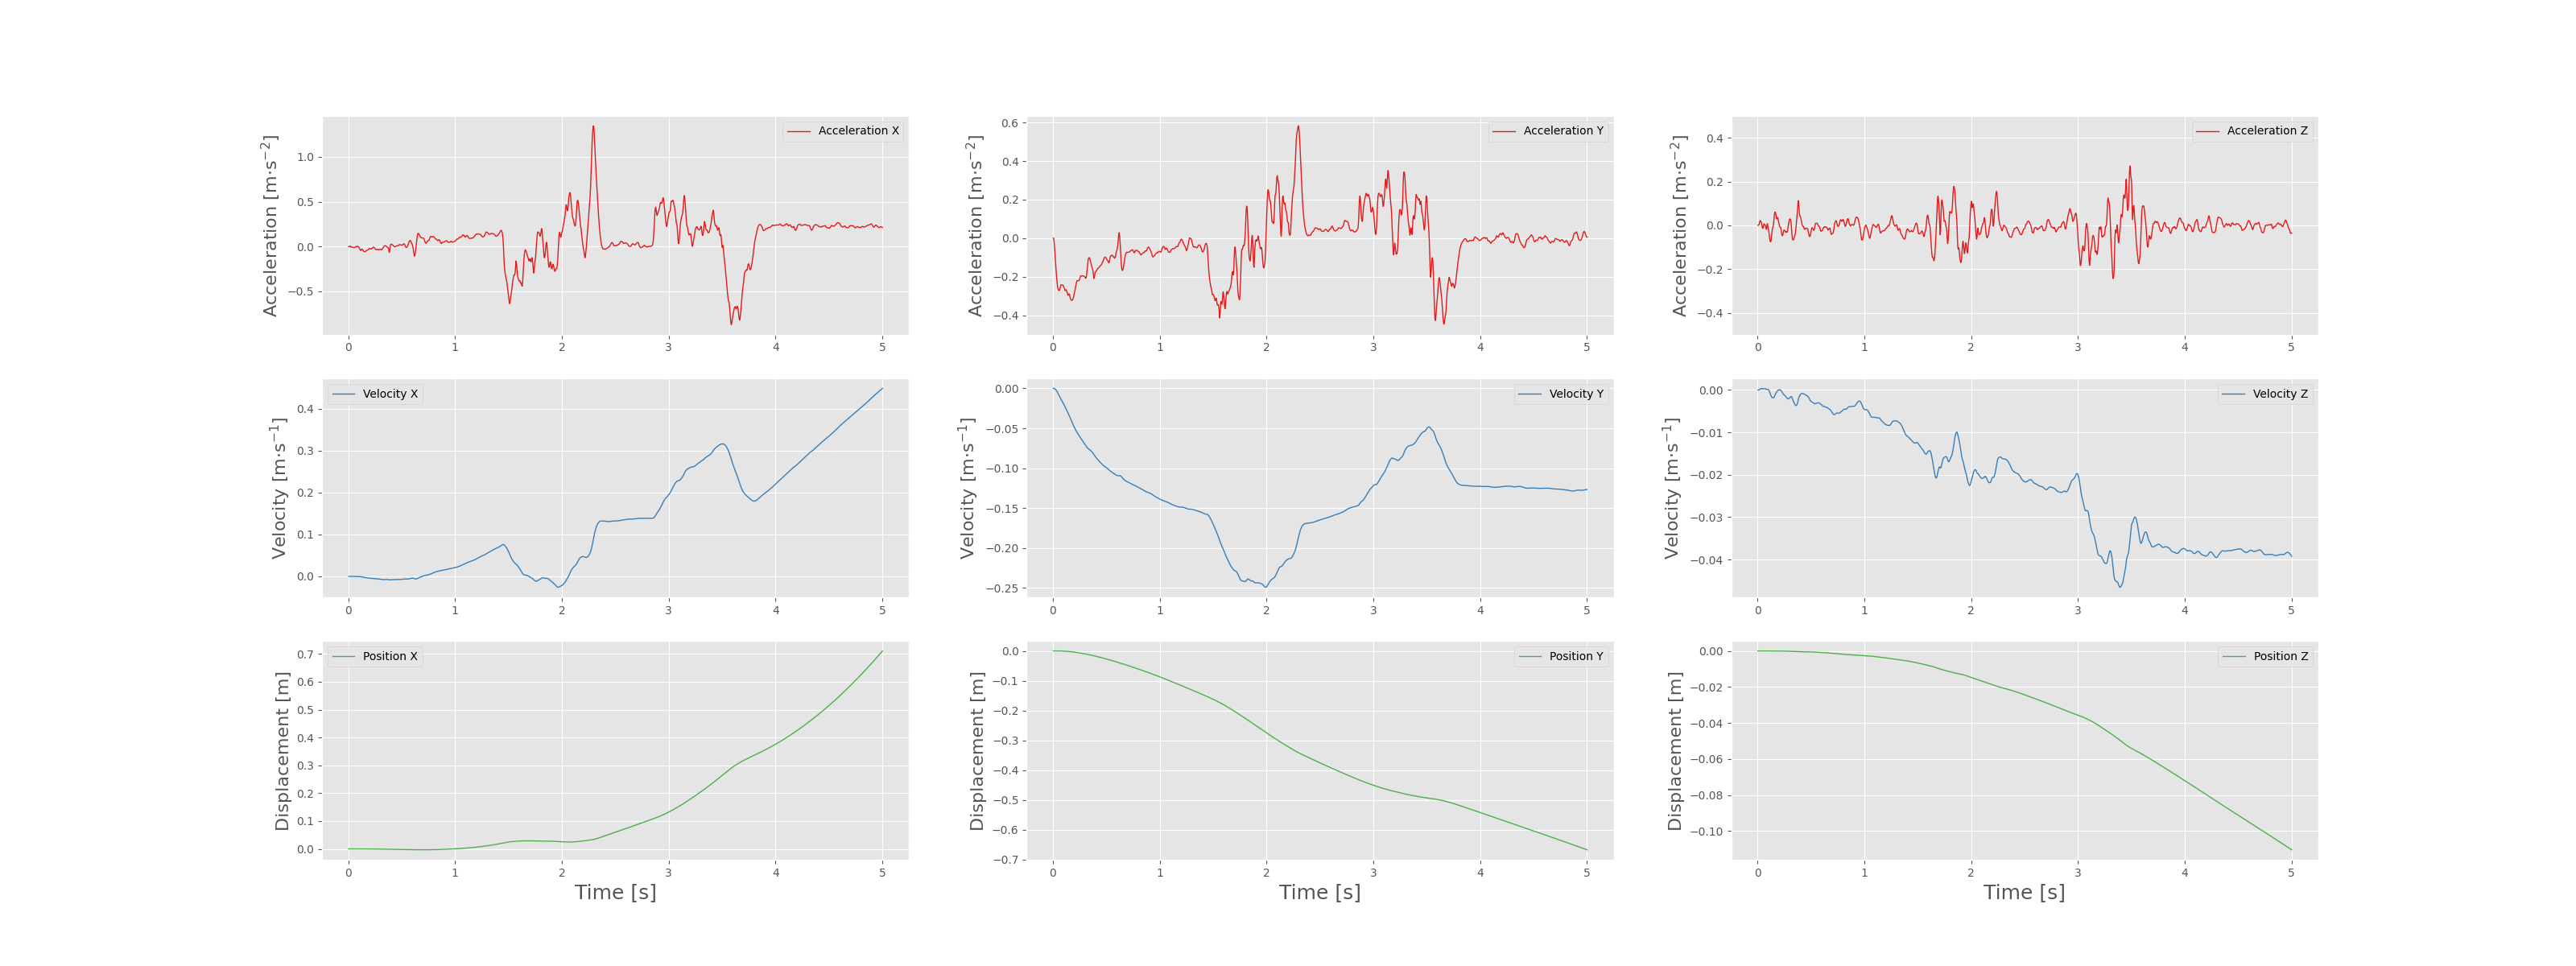 Acceleration [m·s⁻²]
1.0
0.5
0.0
−0.5
Acceleration X
0 1 2 3 4 5
Acceleration [m·s⁻²]
0.6
0.4
0.2
0.0
−0.2
−0.4
Acceleration Y
0 1 2 3 4 5
Acceleration [m·s⁻²]
0.4
0.2
0.0
−0.2
−0.4
Acceleration Z
0 1 2 3 4 5
Velocity [m·s⁻¹]
0.4
0.3
0.2
0.1
0.0
Velocity X
0 1 2 3 4 5
Velocity [m·s⁻¹]
0.00
−0.05
−0.10
−0.15
−0.20
−0.25
Velocity Y
0 1 2 3 4 5
Velocity [m·s⁻¹]
0.00
−0.01
−0.02
−0.03
−0.04
Velocity Z
0 1 2 3 4 5
Displacement [m]
0.7
0.6
0.5
0.4
0.3
0.2
0.1
0.0
Position X
0 1 2 3 4 5
Time [s]
Displacement [m]
0.0
−0.1
−0.2
−0.3
−0.4
−0.5
−0.6
−0.7
Position Y
0 1 2 3 4 5
Time [s]
Displacement [m]
0.00
−0.02
−0.04
−0.06
−0.08
−0.10
Position Z
0 1 2 3 4 5
Time [s]